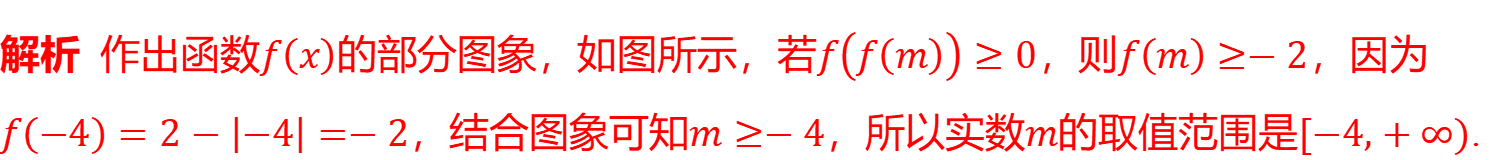 解析 作出函数f(x)的部分图象，如图所示，若f(f(m)) ≥ 0，则f(m) ≥− 2，因为
f(−4) = 2 − |−4| =− 2，结合图象可知m ≥− 4，所以实数m的取值范围是[−4, + ∞).